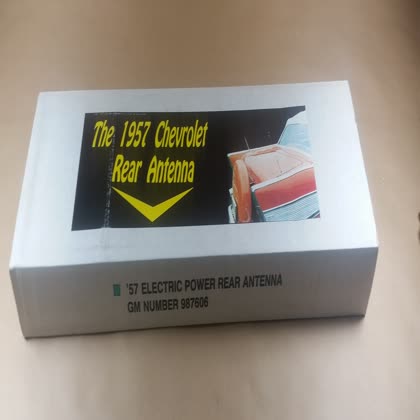 The 1957 Chevrolet
Rear Antenna
'57 ELECTRIC POWER REAR ANTENNA
GM NUMBER 987606